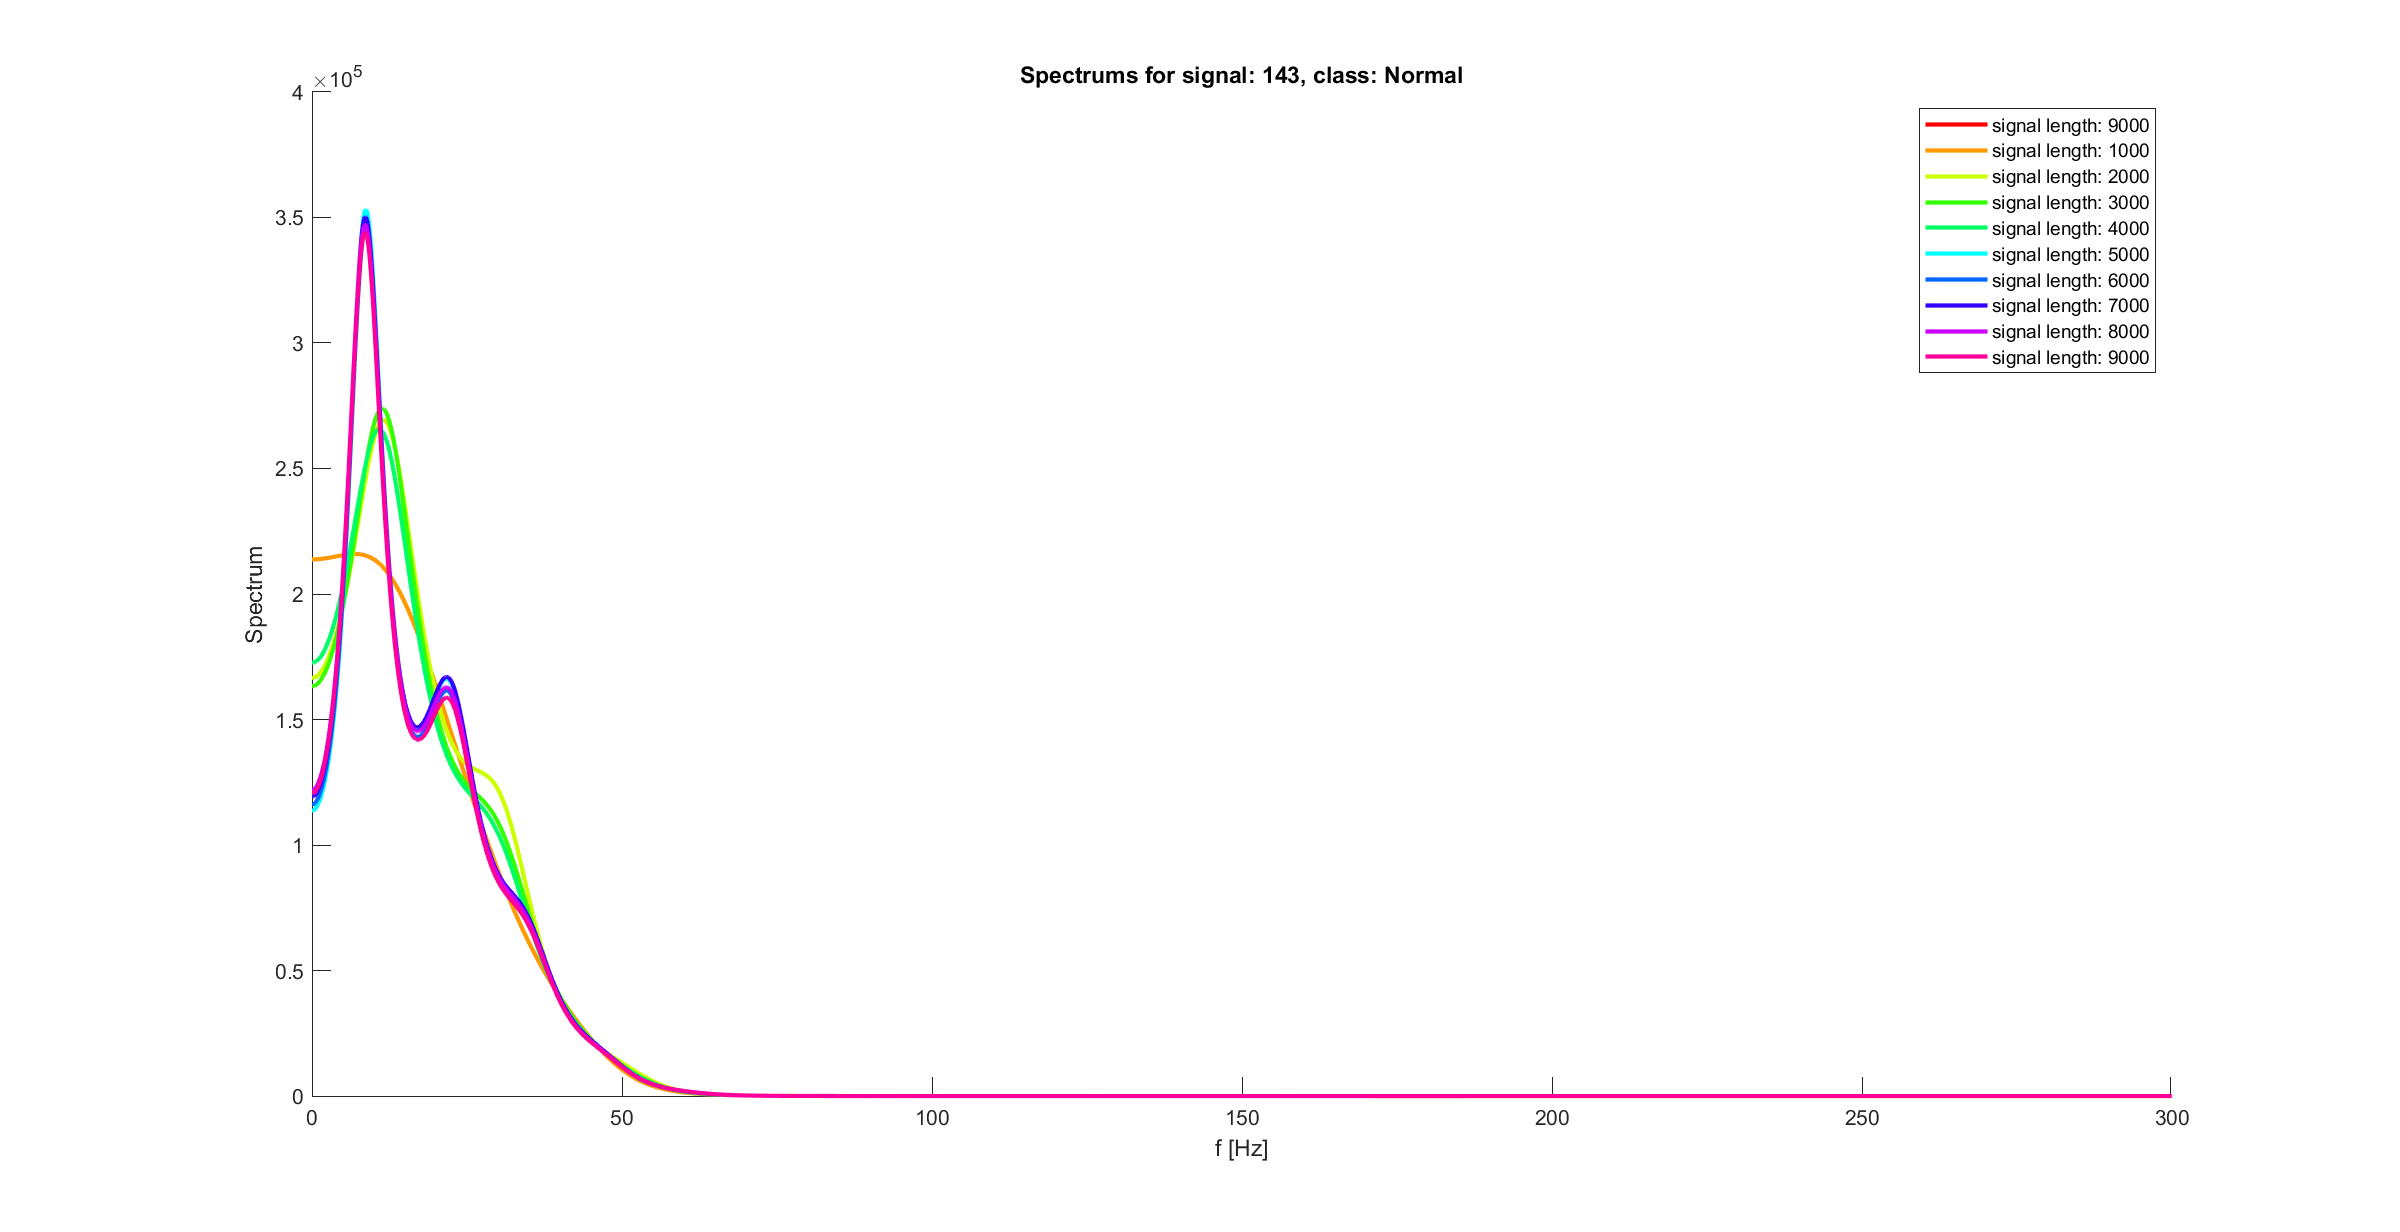 Spectrums for signal: 143, class: Normal
×10^5
4
3.5
3
2.5
2
1.5
1
0.5
0
Spectrum
signal length: 9000
signal length: 1000
signal length: 2000
signal length: 3000
signal length: 4000
signal length: 5000
signal length: 6000
signal length: 7000
signal length: 8000
signal length: 9000
0 50 100 150 200 250 300
f [Hz]